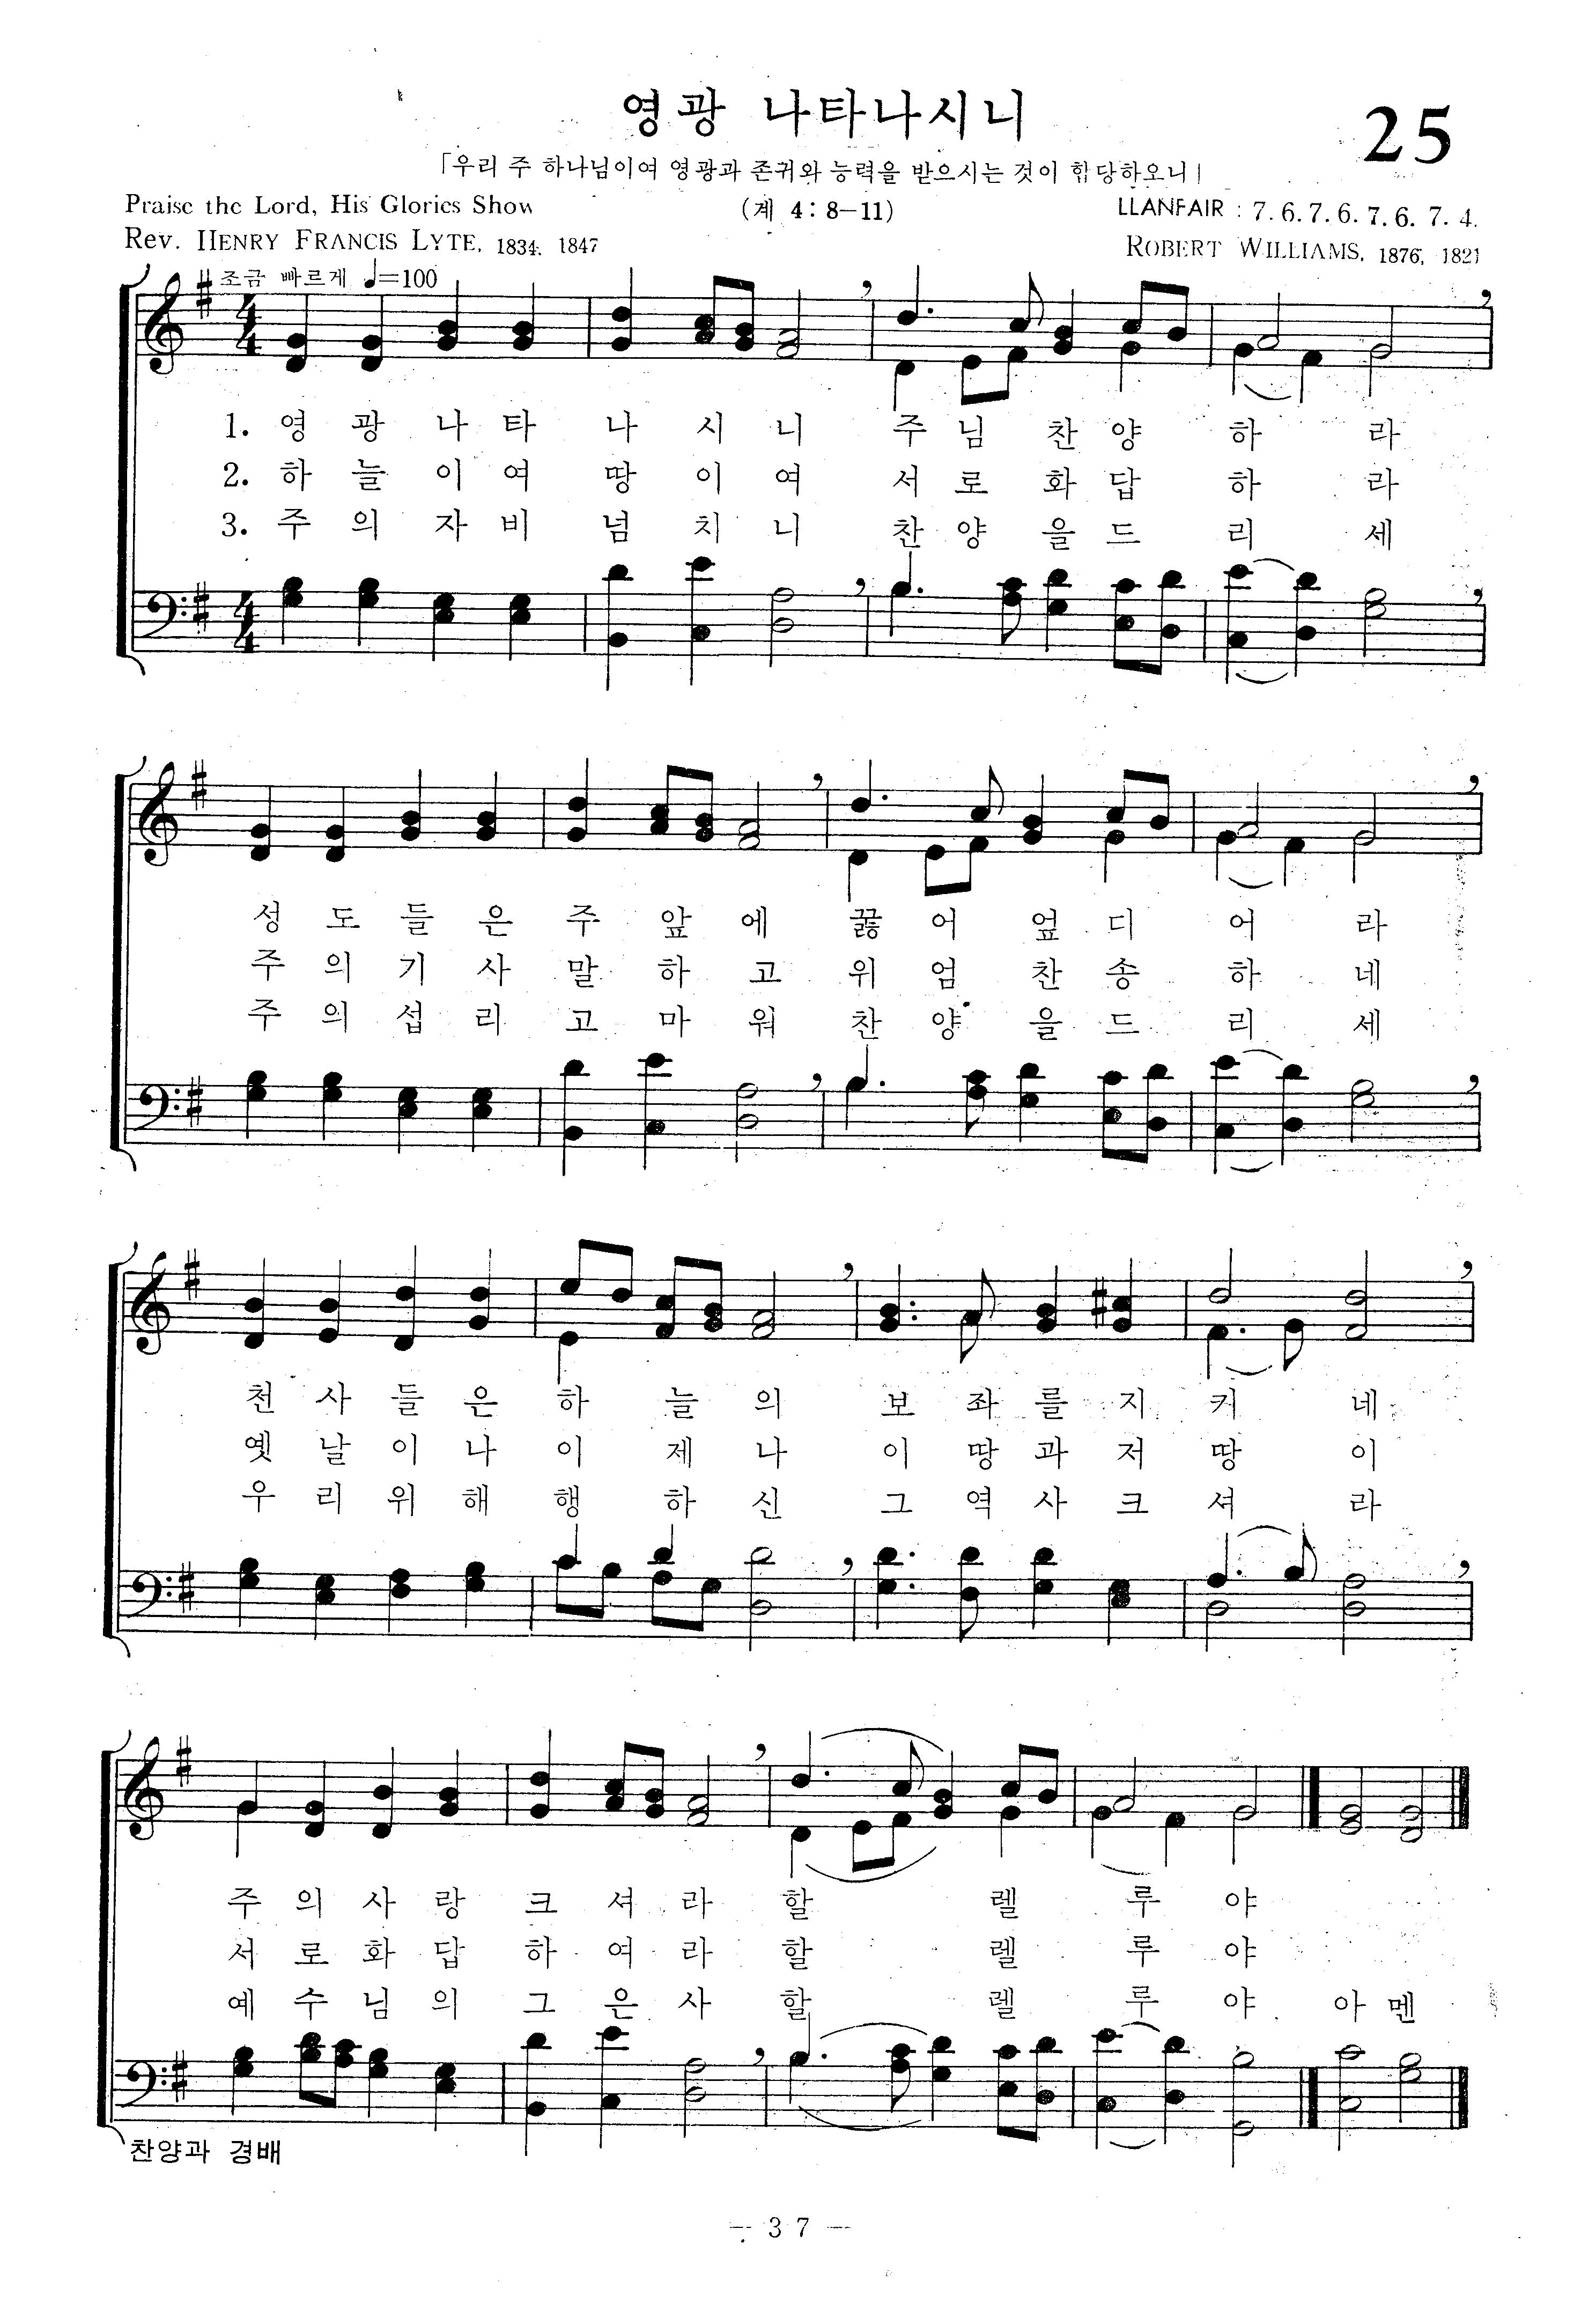 영광 나타나시니
25
「우리 주 하나님이여 영광과 존귀와 능력을 받으시는 것이 합당하오니」
Praise the Lord, His Glories Show
(계 4:8—11)
LLANFAIR : 7. 6. 7. 6. 7. 6. 7. 4.
Rev. HENRY FRANCIS LYTE, 1834, 1847
ROBERT WILLIAMS, 1876, 1821
조금 빠르게 ♩=100
1. 영 광 나 타 나 시 니 주 님 찬 양 하 라
2. 하 늘 이 여 땅 이 여 서 로 화 답 하 라
3. 주 의 자 비 넘 치 니 찬 양 을 드 리 세
성 도 들 은 주 앞 에 꿇 어 엎 디 어 라
주 의 기 사 말 하 고 위 엄 찬 송 하 네
주 의 섭 리 고 마 워 찬 양 을 드 리 세
천 사 들 은 하 늘 의 보 좌 를 지 키 네
옛 날 이 나 이 제 나 이 땅 과 저 땅 이
우 리 위 해 행 하 신 그 역 사 크 셔 라
주 의 사 랑 크 셔 라 할 렐 루 야
서 로 화 답 하 여 라 할 렐 루 야
예 수 님 의 그 은 사 할 렐 루 야 아 멘
찬양과 경배
— 37 —